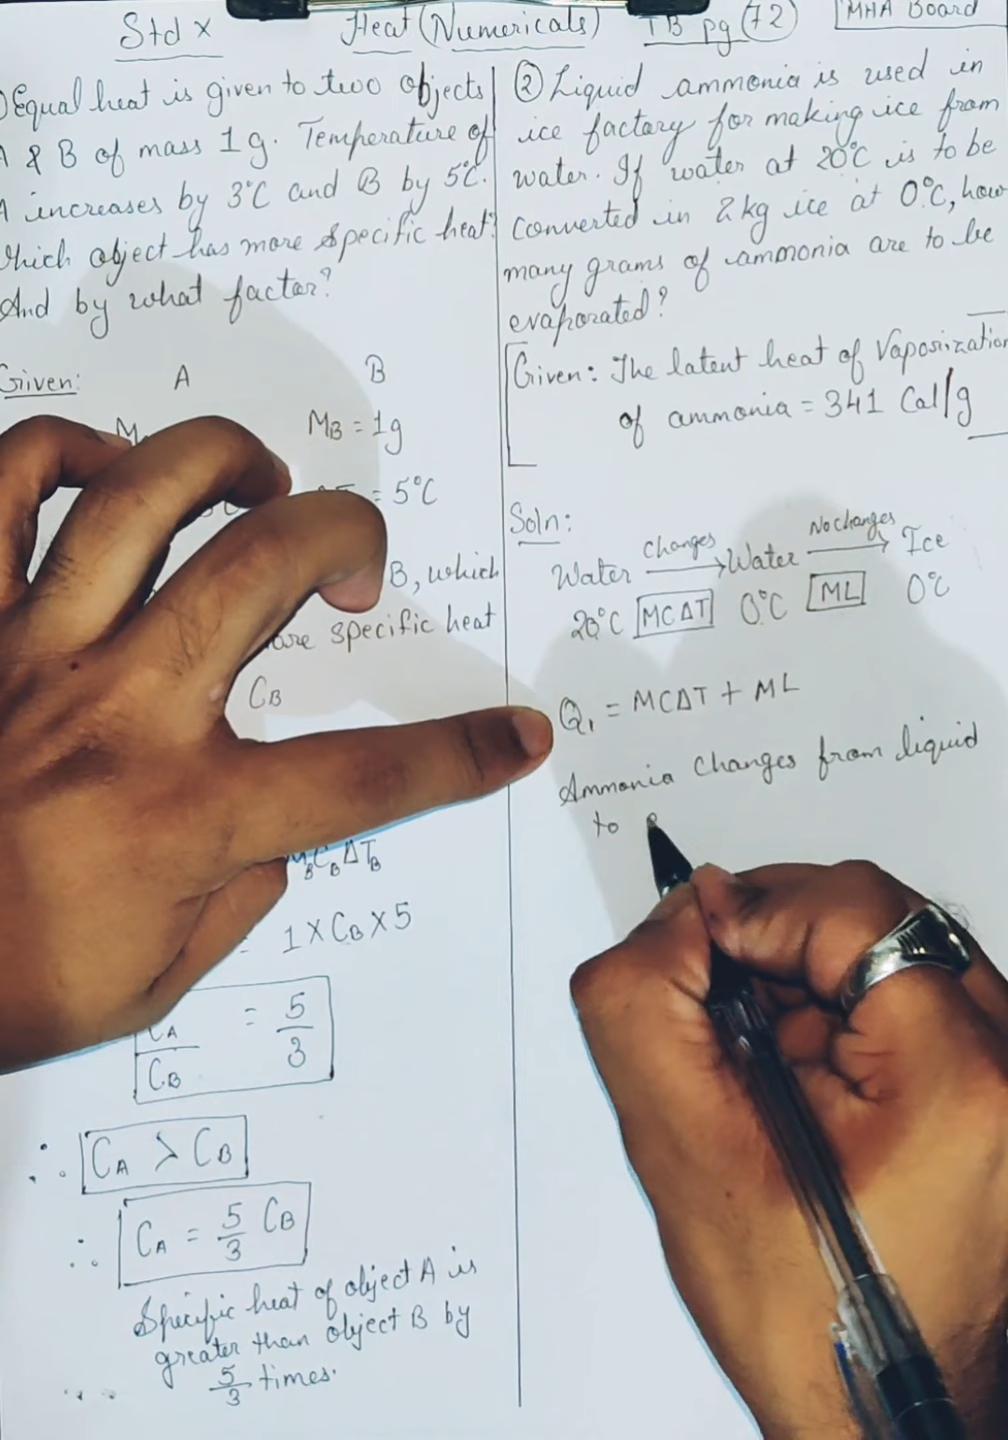 Std X
Heat (Numericals)
TB pg (72)
MHA Board
Equal heat is given to two objects
A & B of mass 1g. Temperature of
A increases by 3°C and B by 5°C.
Which object has more specific heat?
And by what factor?
Given: A B
MB = 1g
= 5°C
B, which
specific heat
CB
MBCBΔTB
= 1 X CB X 5
CA/CB = 5/3
∴ CA > CB
∴ CA = 5/3 CB
Specific heat of object A is
greater than object B by
5/3 times.
② Liquid ammonia is used in
ice factory for making ice from
water. If water at 20°C is to be
converted in 2kg ice at 0°C, how
many grams of ammonia are to be
evaporated?
Given: The latent heat of Vaporization
of ammonia = 341 Cal/g
Soln:
Water Changes → Water No changes → Ice
20°C MCΔT 0°C ML 0°C
Q1 = MCΔT + ML
Ammonia Changes from liquid
to